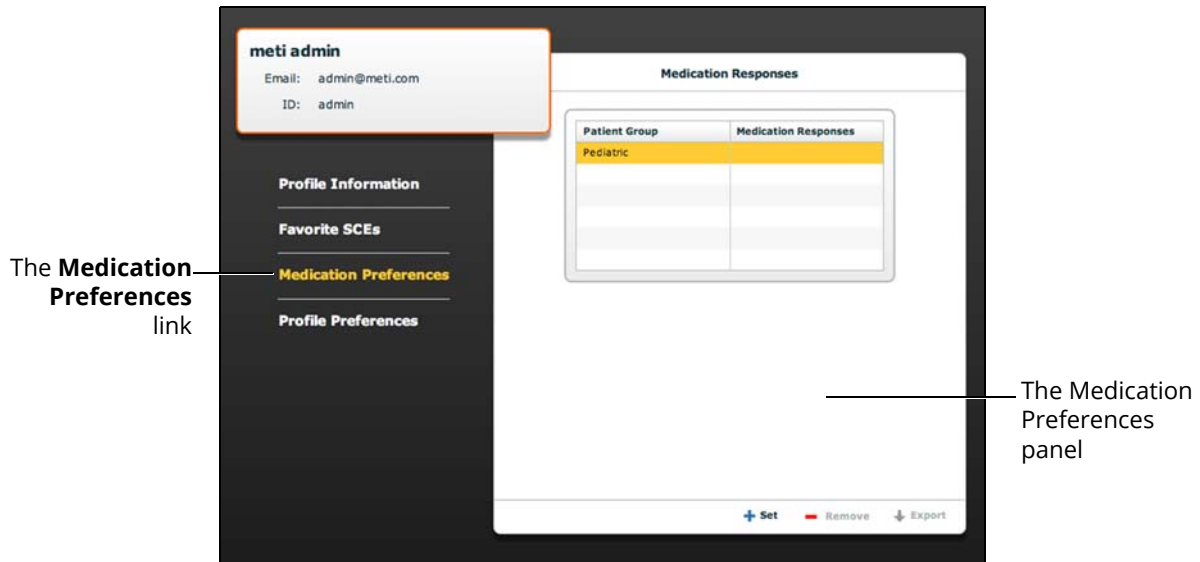 meti admin
Email: admin@meti.com
ID: admin
Profile Information
Favorite SCEs
Medication Preferences
Profile Preferences
Medication Responses
Patient Group Medication Responses
Pediatric
Set Remove Export
The Medication
Preferences
link
The Medication
Preferences
panel